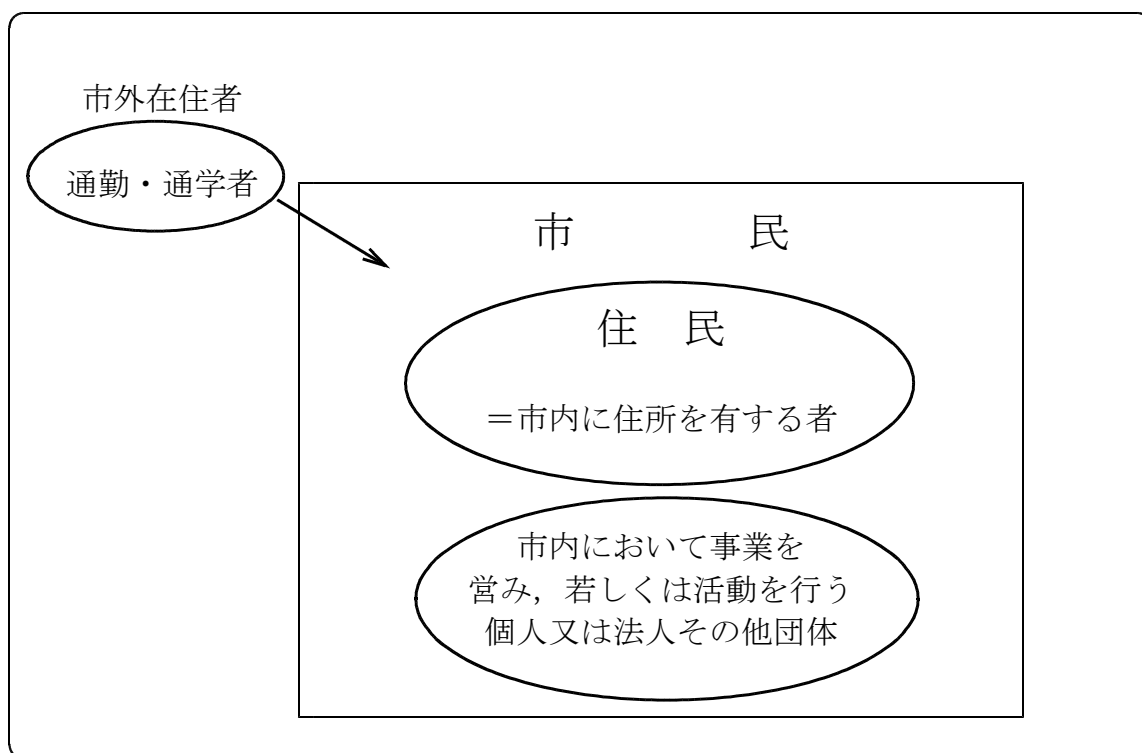 市外在住者
通勤・通学者
市　民
住　民
＝市内に住所を有する者
市内において事業を
営み，若しくは活動を行う
個人又は法人その他団体